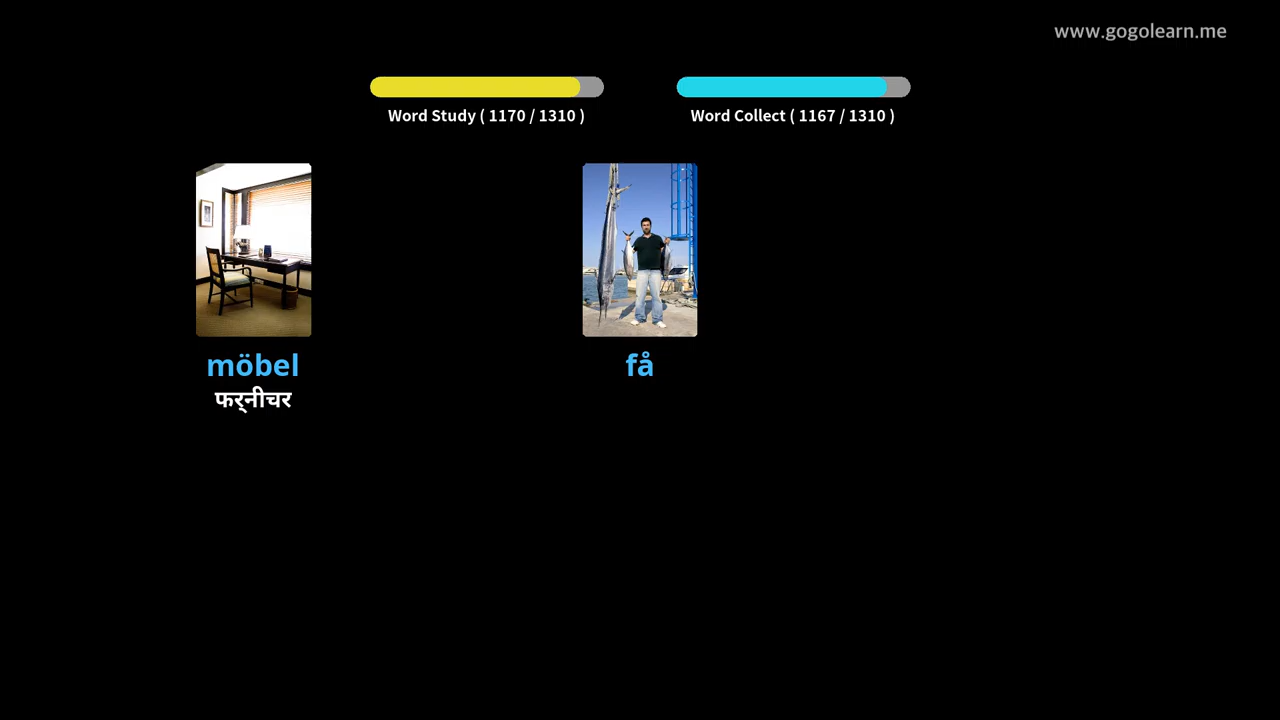 www.gogolearn.me
Word Study ( 1170 / 1310 )
Word Collect ( 1167 / 1310 )
möbel
få
फर्‌नीचर